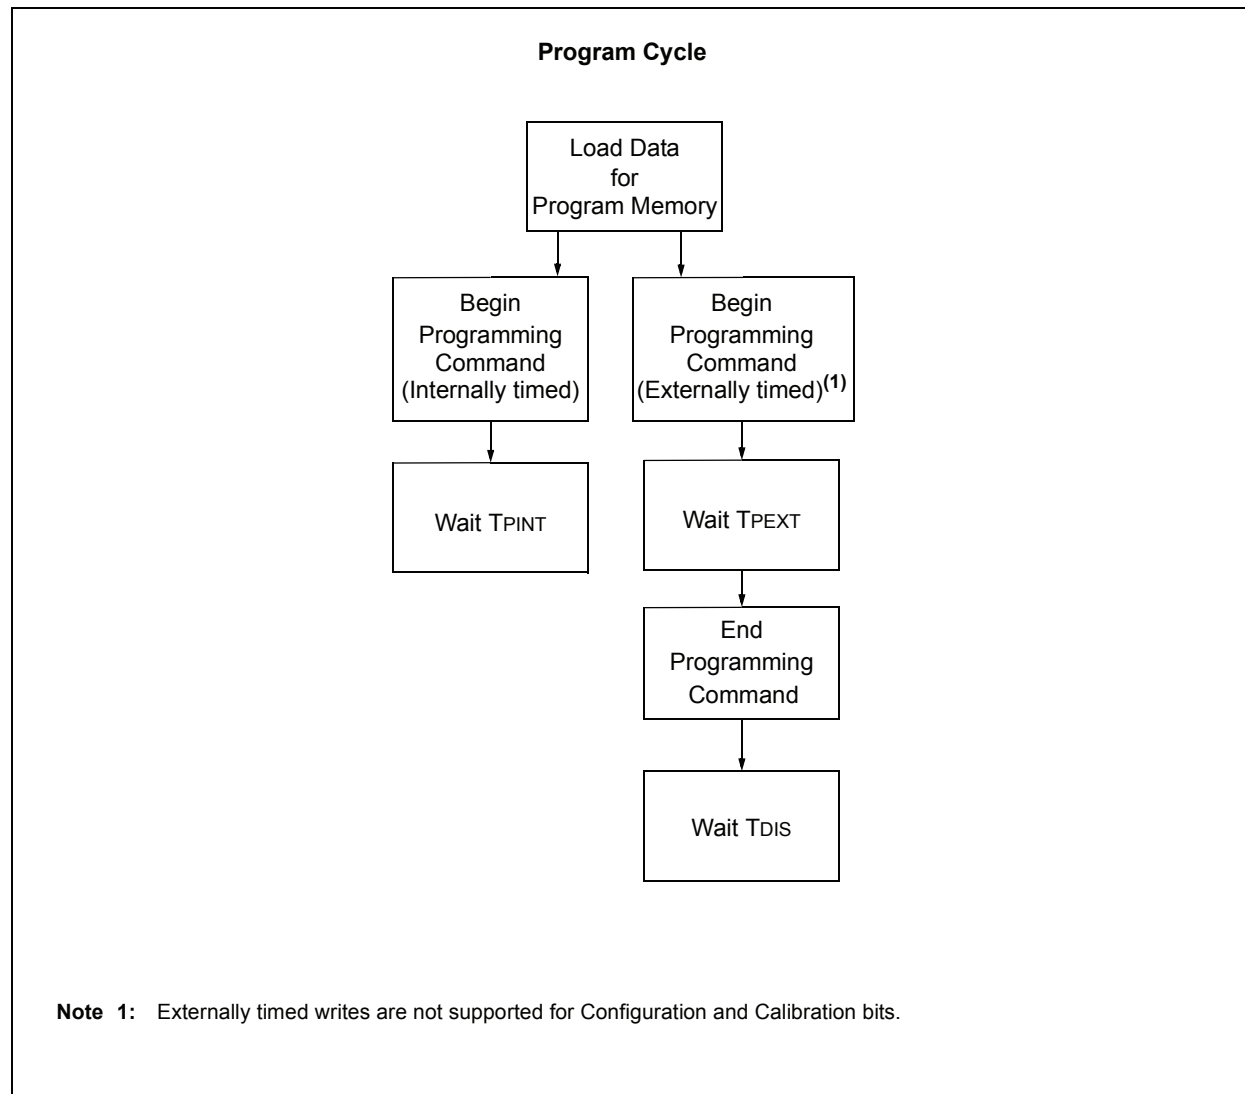 Program Cycle
Load Data
for
Program Memory
Begin
Programming
Command
(Internally timed)
Begin
Programming
Command
(Externally timed)(1)
Wait TPINT
Wait TPEXT
End
Programming
Command
Wait TDIS
Note 1: Externally timed writes are not supported for Configuration and Calibration bits.